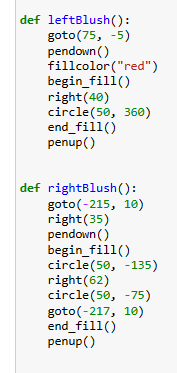 def leftBlush():
    goto(75, -5)
    pendown()
    fillcolor("red")
    begin_fill()
    right(40)
    circle(50, 360)
    end_fill()
    penup()
def rightBlush():
    goto(-215, 10)
    right(35)
    pendown()
    begin_fill()
    circle(50, -135)
    right(62)
    circle(50, -75)
    goto(-217, 10)
    end_fill()
    penup()